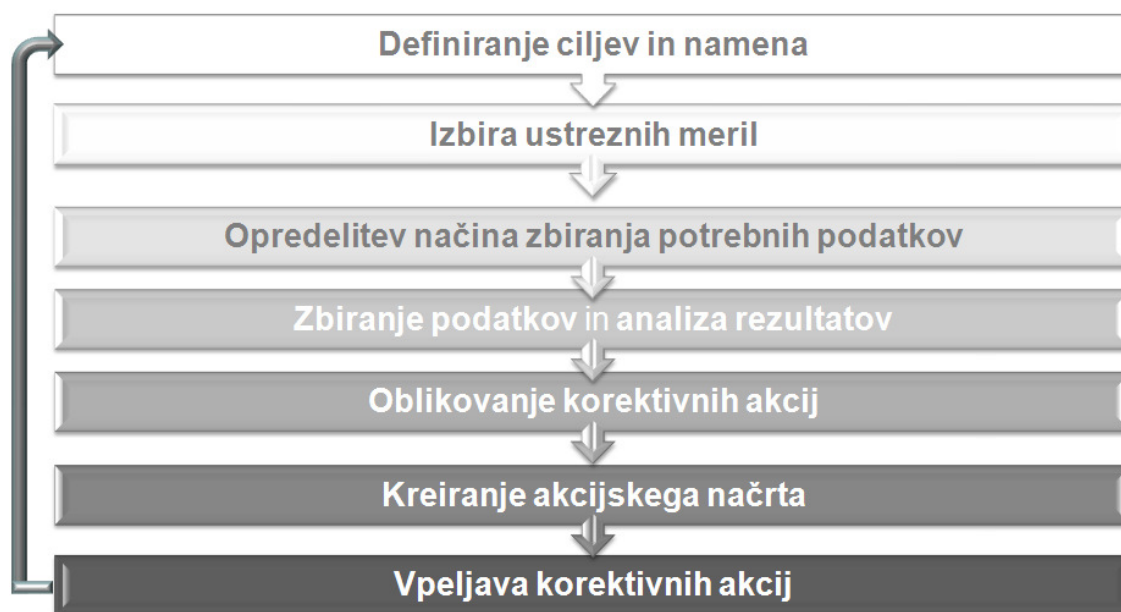 Definiranje ciljev in namena
Izbira ustreznih meril
Opredelitev načina zbiranja potrebnih podatkov
Zbiranje podatkov in analiza rezultatov
Oblikovanje korektivnih akcij
Kreiranje akcijskega načrta
Vpeljava korektivnih akcij